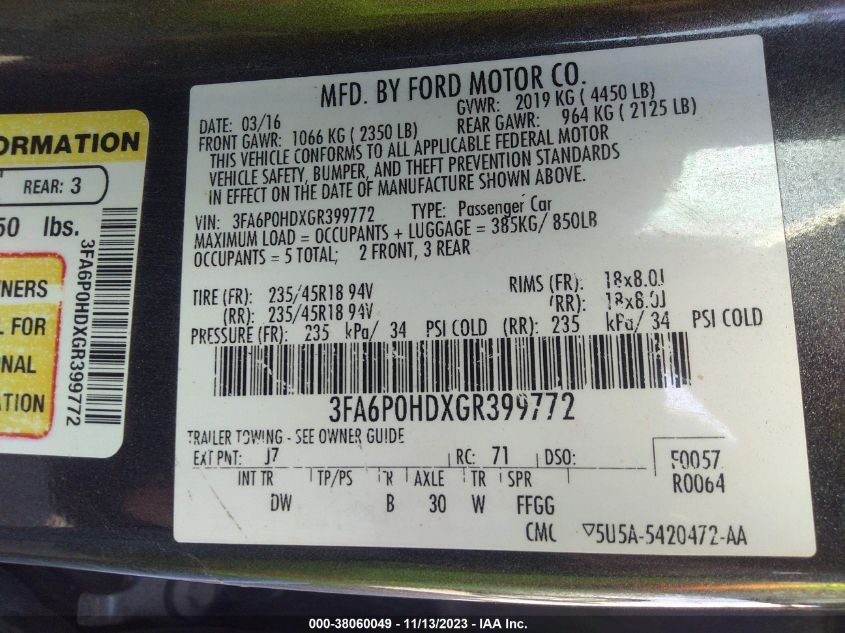 ORMATION
REAR: 3
50 lbs.
NERS
L FOR
NAL
ATION
3FA6P0HDXGR399772
MFD. BY FORD MOTOR CO.
DATE: 03/16 GVWR: 2019 KG ( 4450 LB)
FRONT GAWR: 1066 KG ( 2350 LB) REAR GAWR: 964 KG ( 2125 LB)
THIS VEHICLE CONFORMS TO ALL APPLICABLE FEDERAL MOTOR
VEHICLE SAFETY, BUMPER, AND THEFT PREVENTION STANDARDS
IN EFFECT ON THE DATE OF MANUFACTURE SHOWN ABOVE.
VIN: 3FA6P0HDXGR399772 TYPE: Passenger Car
MAXIMUM LOAD = OCCUPANTS + LUGGAGE = 385KG/ 850LB
OCCUPANTS = 5 TOTAL; 2 FRONT, 3 REAR
TIRE (FR): 235/45R18 94V RIMS (FR): 18x8.0J
(RR): 235/45R18 94V (RR): 18x8.0J
PRESSURE (FR): 235 kPa/ 34 PSI COLD (RR): 235 kPa/ 34 PSI COLD
3FA6P0HDXGR399772
TRAILER TOWING - SEE OWNER GUIDE
EXT PNT: J7 RC: 71 DSO: F0057
INT TR TP/PS TR AXLE TR SPR R0064
DW B 30 W FFGG
CMC ▽5U5A-5420472-AA
000-38060049 - 11/13/2023 - IAA Inc.